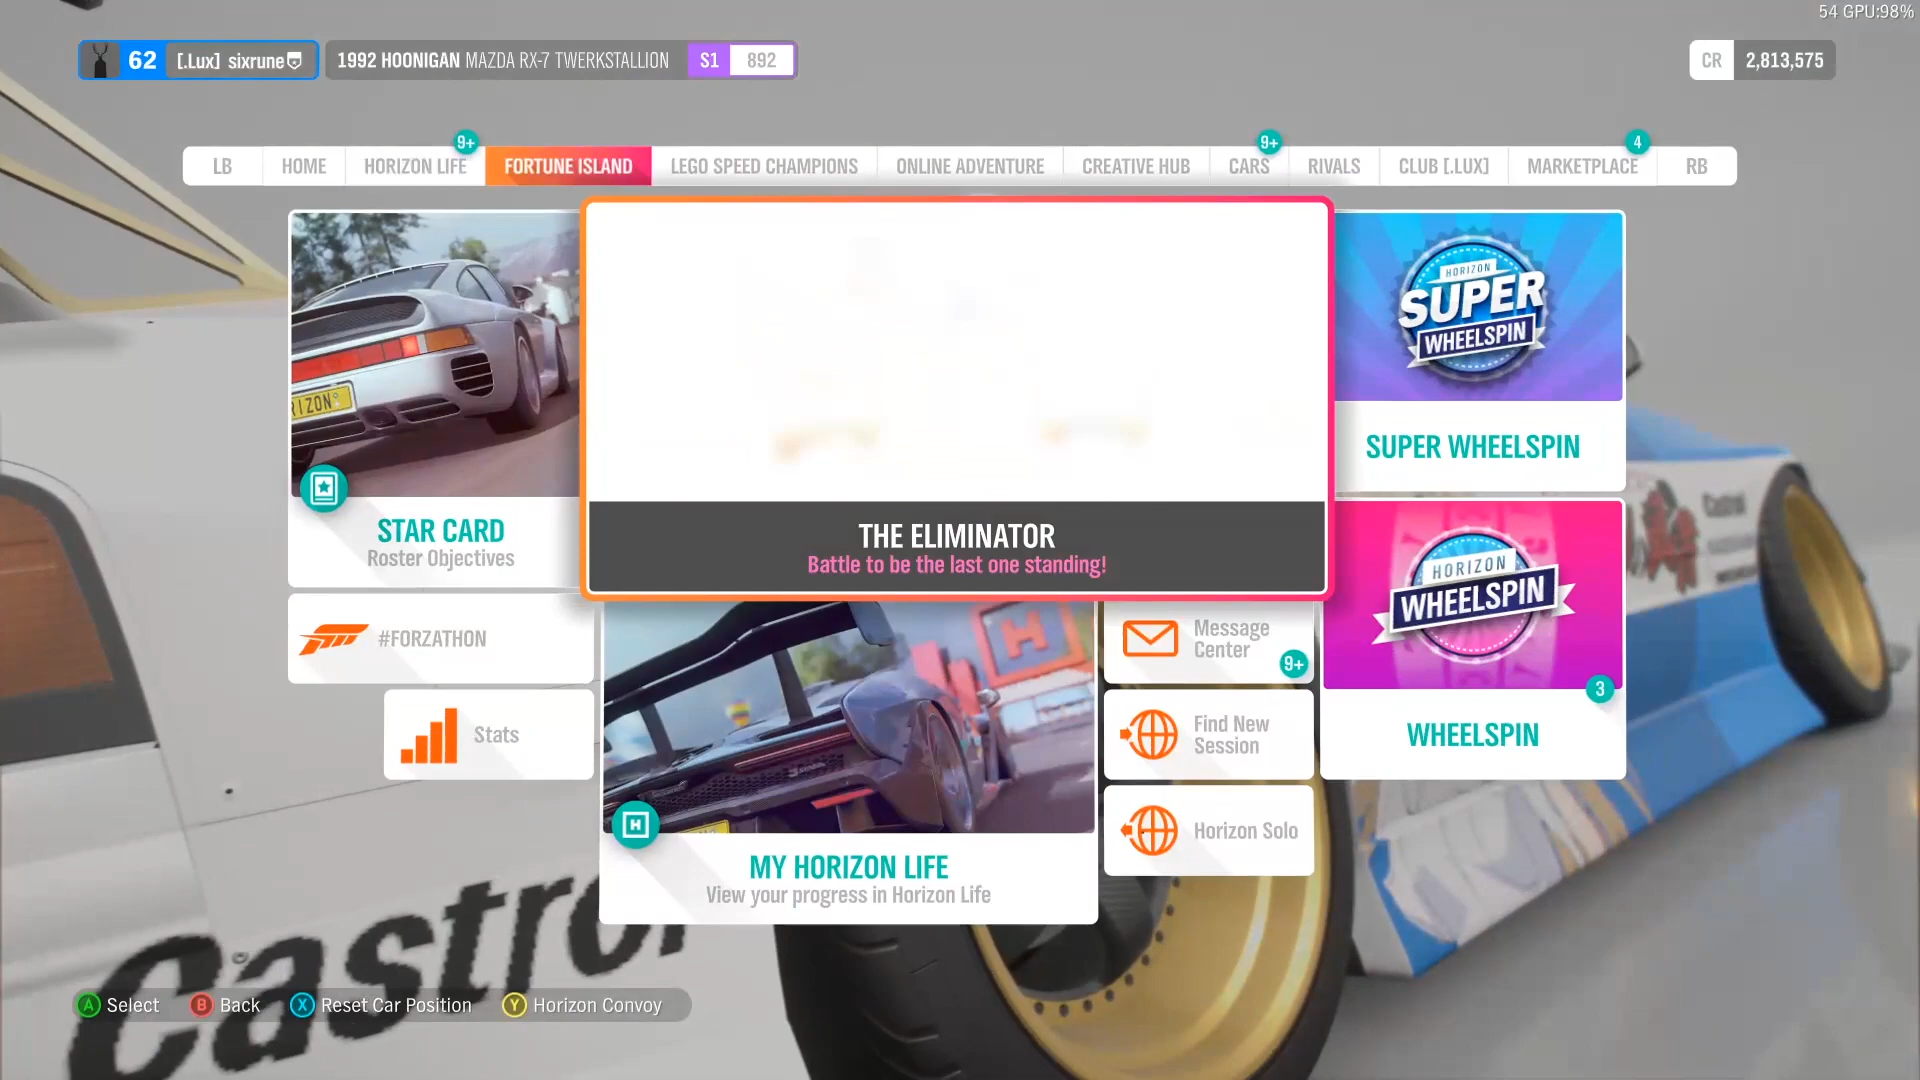 54 GPU:98%
62 [.Lux] sixrune
1992 HOONIGAN MAZDA RX-7 TWERKSTALLION S1 892
CR 2,813,575
9+
9+
4
LB HOME HORIZON LIFE FORTUNE ISLAND LEGO SPEED CHAMPIONS ONLINE ADVENTURE CREATIVE HUB CARS RIVALS CLUB [.LUX] MARKETPLACE RB
RIZON
STAR CARD
Roster Objectives
THE ELIMINATOR
Battle to be the last one standing!
HORIZON
SUPER
WHEELSPIN
SUPER WHEELSPIN
#FORZATHON
Stats
H
H
MY HORIZON LIFE
View your progress in Horizon Life
Message
Center
9+
Find New
Session
Horizon Solo
HORIZON
WHEELSPIN
3
WHEELSPIN
Castrol
Castrol
A Select B Back X Reset Car Position Y Horizon Convoy